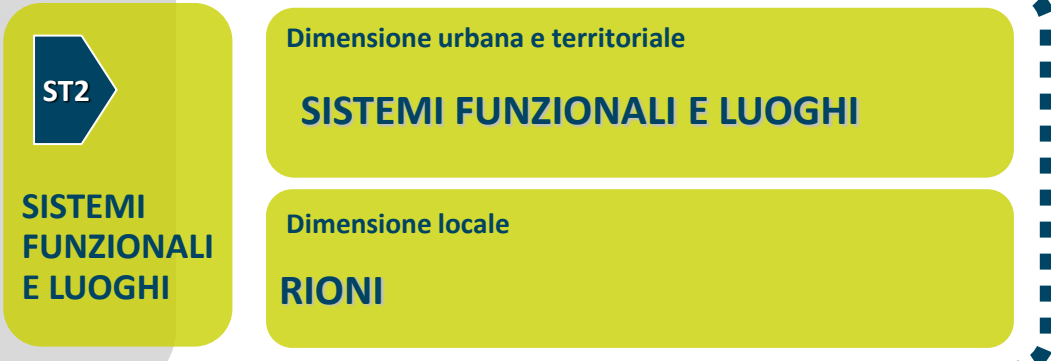 ST2
SISTEMI
FUNZIONALI
E LUOGHI
Dimensione urbana e territoriale
SISTEMI FUNZIONALI E LUOGHI
Dimensione locale
RIONI